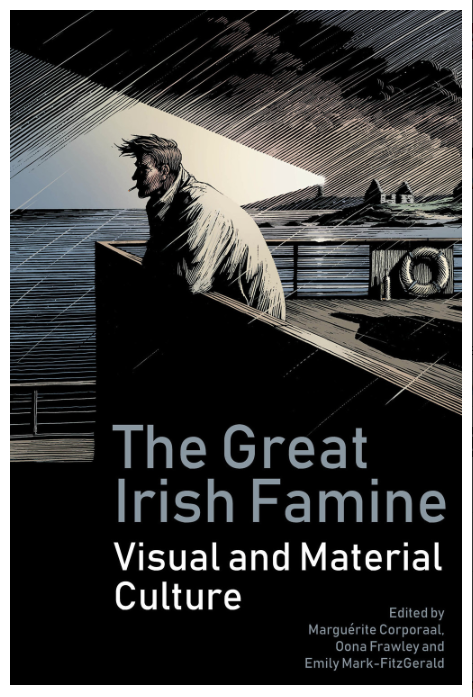 The Great
Irish Famine
Visual and Material
Culture
Edited by
Marguérite Corporaal,
Oona Frawley and
Emily Mark-FitzGerald